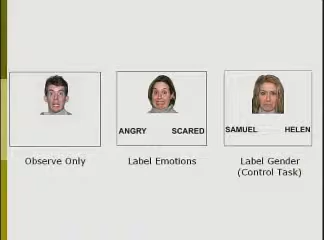 ANGRY SCARED
SAMUEL HELEN
Observe Only
Label Emotions
Label Gender
(Control Task)